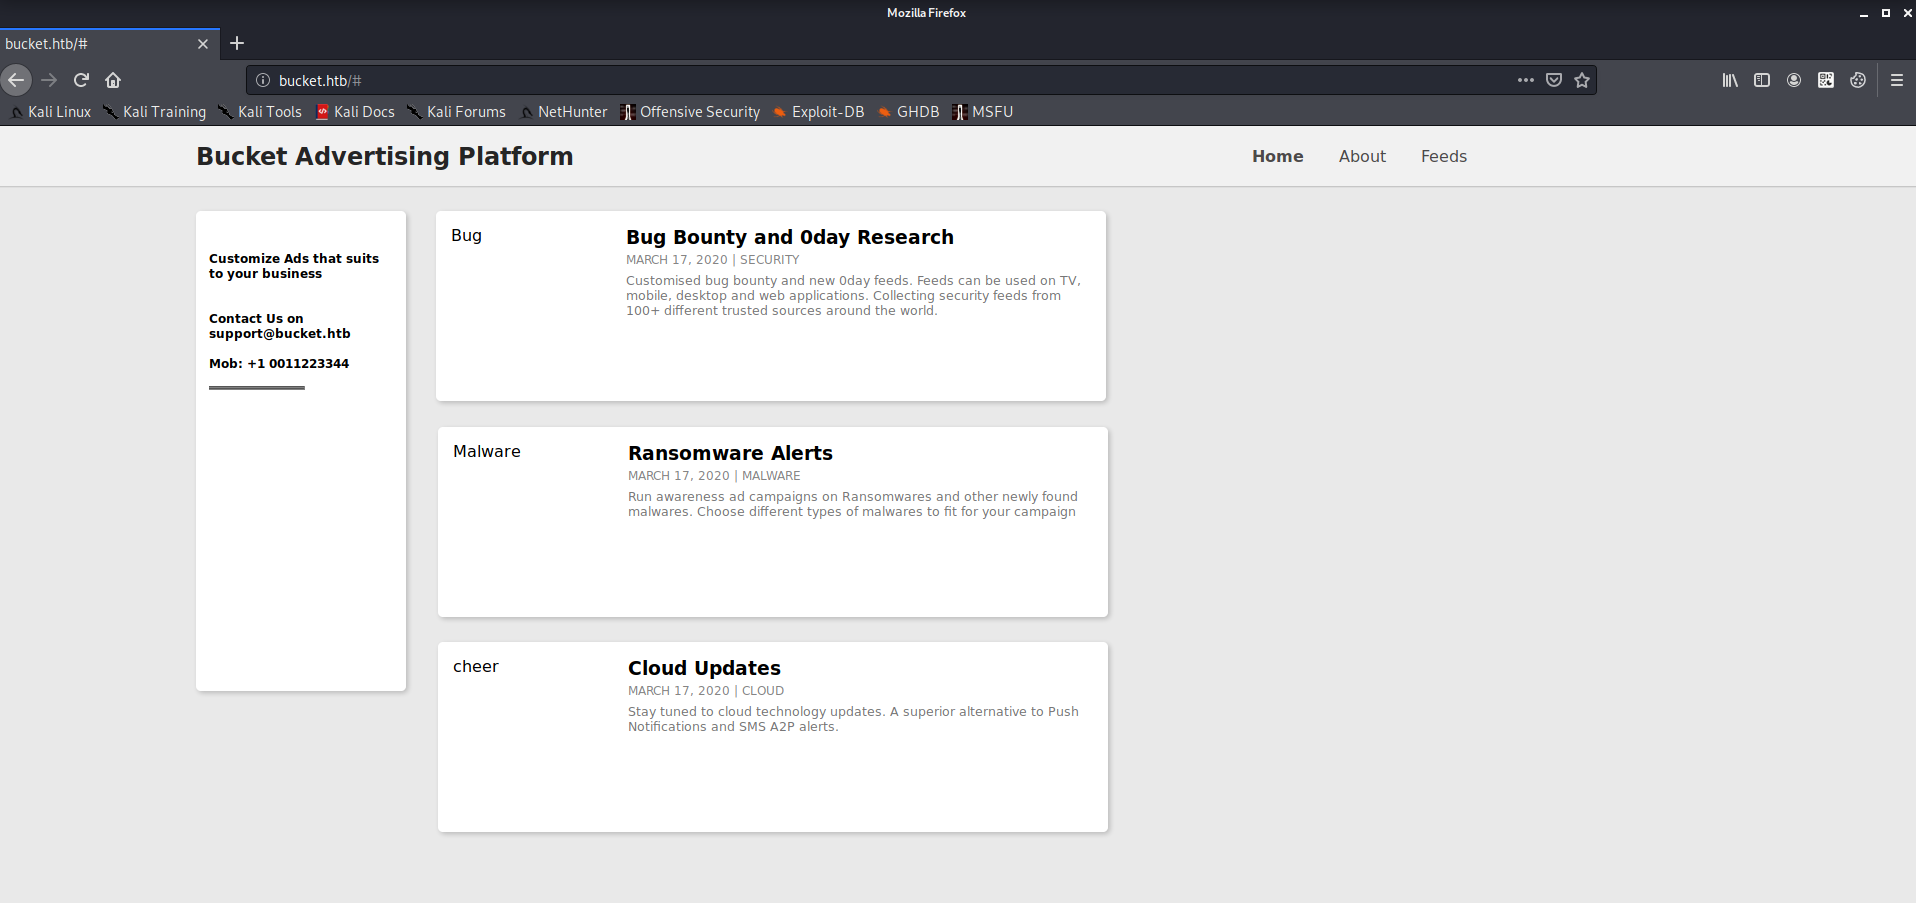 Mozilla Firefox
bucket.htb/#
bucket.htb/#
Kali Linux Kali Training Kali Tools Kali Docs Kali Forums NetHunter Offensive Security Exploit-DB GHDB MSFU
Bucket Advertising Platform
Home About Feeds
Customize Ads that suits
to your business
Contact Us on
support@bucket.htb
Mob: +1 0011223344
Bug
Bug Bounty and 0day Research
MARCH 17, 2020 | SECURITY
Customised bug bounty and new 0day feeds. Feeds can be used on TV,
mobile, desktop and web applications. Collecting security feeds from
100+ different trusted sources around the world.
Malware
Ransomware Alerts
MARCH 17, 2020 | MALWARE
Run awareness ad campaigns on Ransomwares and other newly found
malwares. Choose different types of malwares to fit for your campaign
cheer
Cloud Updates
MARCH 17, 2020 | CLOUD
Stay tuned to cloud technology updates. A superior alternative to Push
Notifications and SMS A2P alerts.